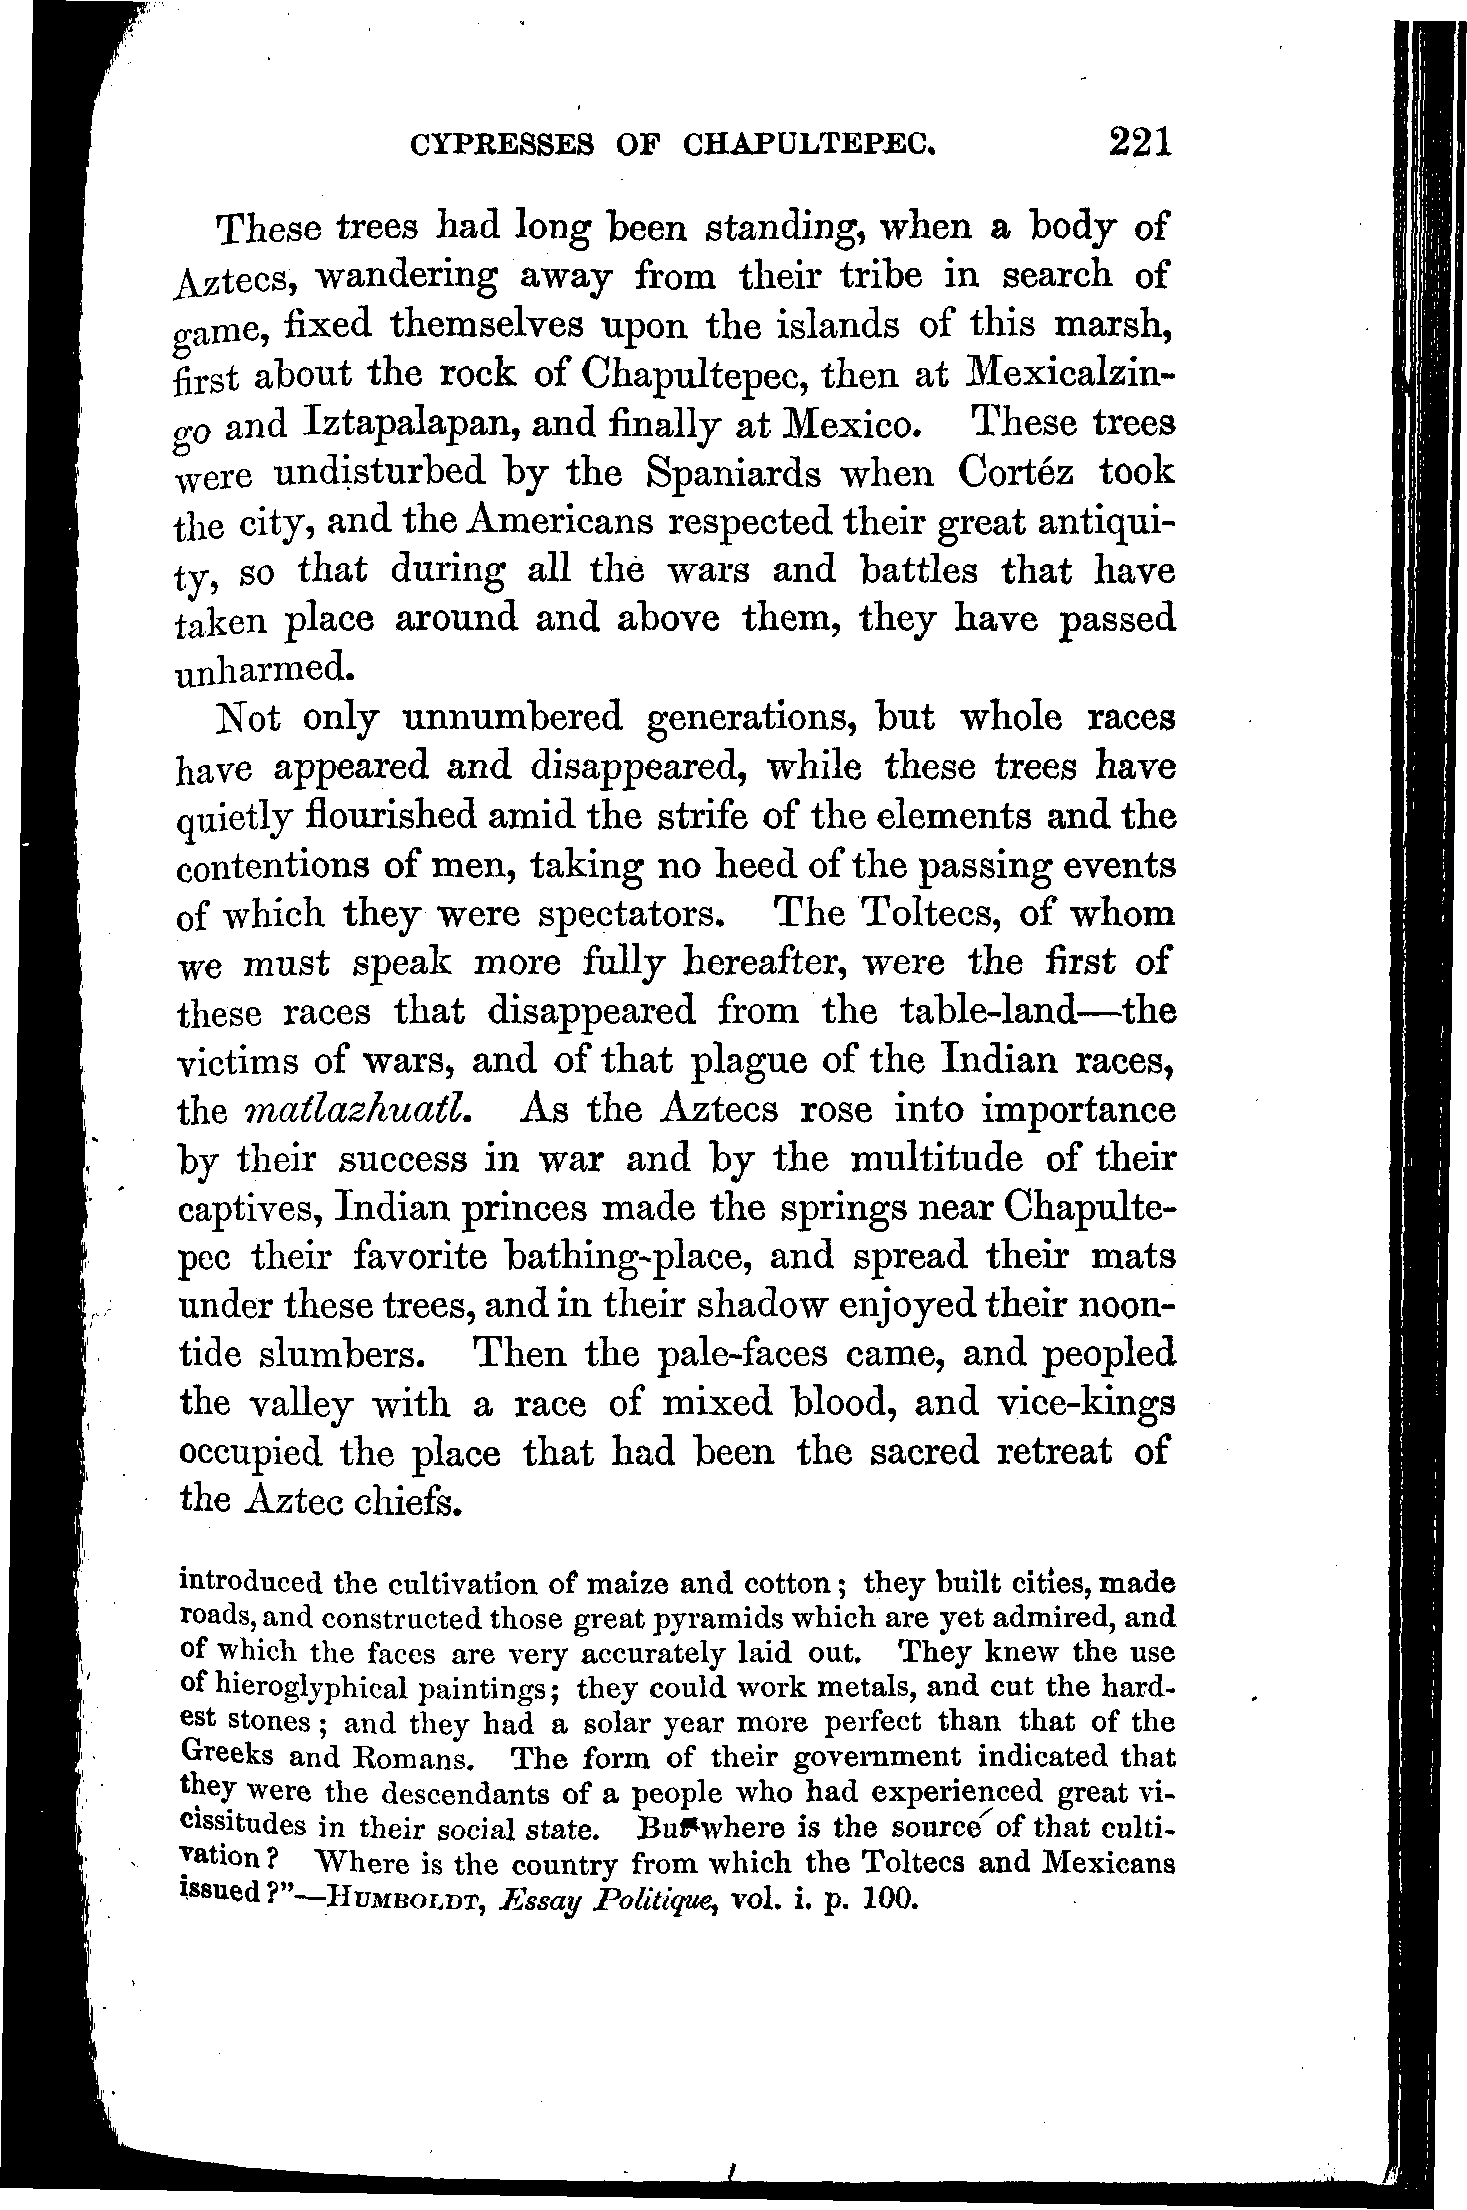 CYPRESSES OF CHAPULTEPEC. 221
These trees had long been standing, when a body of
Aztecs, wandering away from their tribe in search of
game, fixed themselves upon the islands of this marsh,
first about the rock of Chapultepec, then at Mexicalzin-
go and Iztapalapan, and finally at Mexico. These trees
were undisturbed by the Spaniards when Cortéz took
the city, and the Americans respected their great antiqui-
ty, so that during all the wars and battles that have
taken place around and above them, they have passed
unharmed.
Not only unnumbered generations, but whole races
have appeared and disappeared, while these trees have
quietly flourished amid the strife of the elements and the
contentions of men, taking no heed of the passing events
of which they were spectators. The Toltecs, of whom
we must speak more fully hereafter, were the first of
these races that disappeared from the table-land—the
victims of wars, and of that plague of the Indian races,
the matlazhuatl. As the Aztecs rose into importance
by their success in war and by the multitude of their
captives, Indian princes made the springs near Chapulte-
pec their favorite bathing-place, and spread their mats
under these trees, and in their shadow enjoyed their noon-
tide slumbers. Then the pale-faces came, and peopled
the valley with a race of mixed blood, and vice-kings
occupied the place that had been the sacred retreat of
the Aztec chiefs.
introduced the cultivation of maize and cotton; they built cities, made
roads, and constructed those great pyramids which are yet admired, and
of which the faces are very accurately laid out. They knew the use
of hieroglyphical paintings; they could work metals, and cut the hard-
est stones; and they had a solar year more perfect than that of the
Greeks and Romans. The form of their government indicated that
they were the descendants of a people who had experienced great vi-
cissitudes in their social state. But where is the source of that culti-
vation? Where is the country from which the Toltecs and Mexicans
issued?"—HUMBOLDT, Essay Politique, vol. i. p. 100.